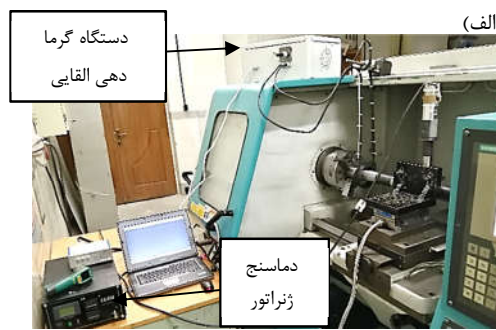 الف)
دستگاه گرما
دهی القایی
دماسنج
ژنراتور